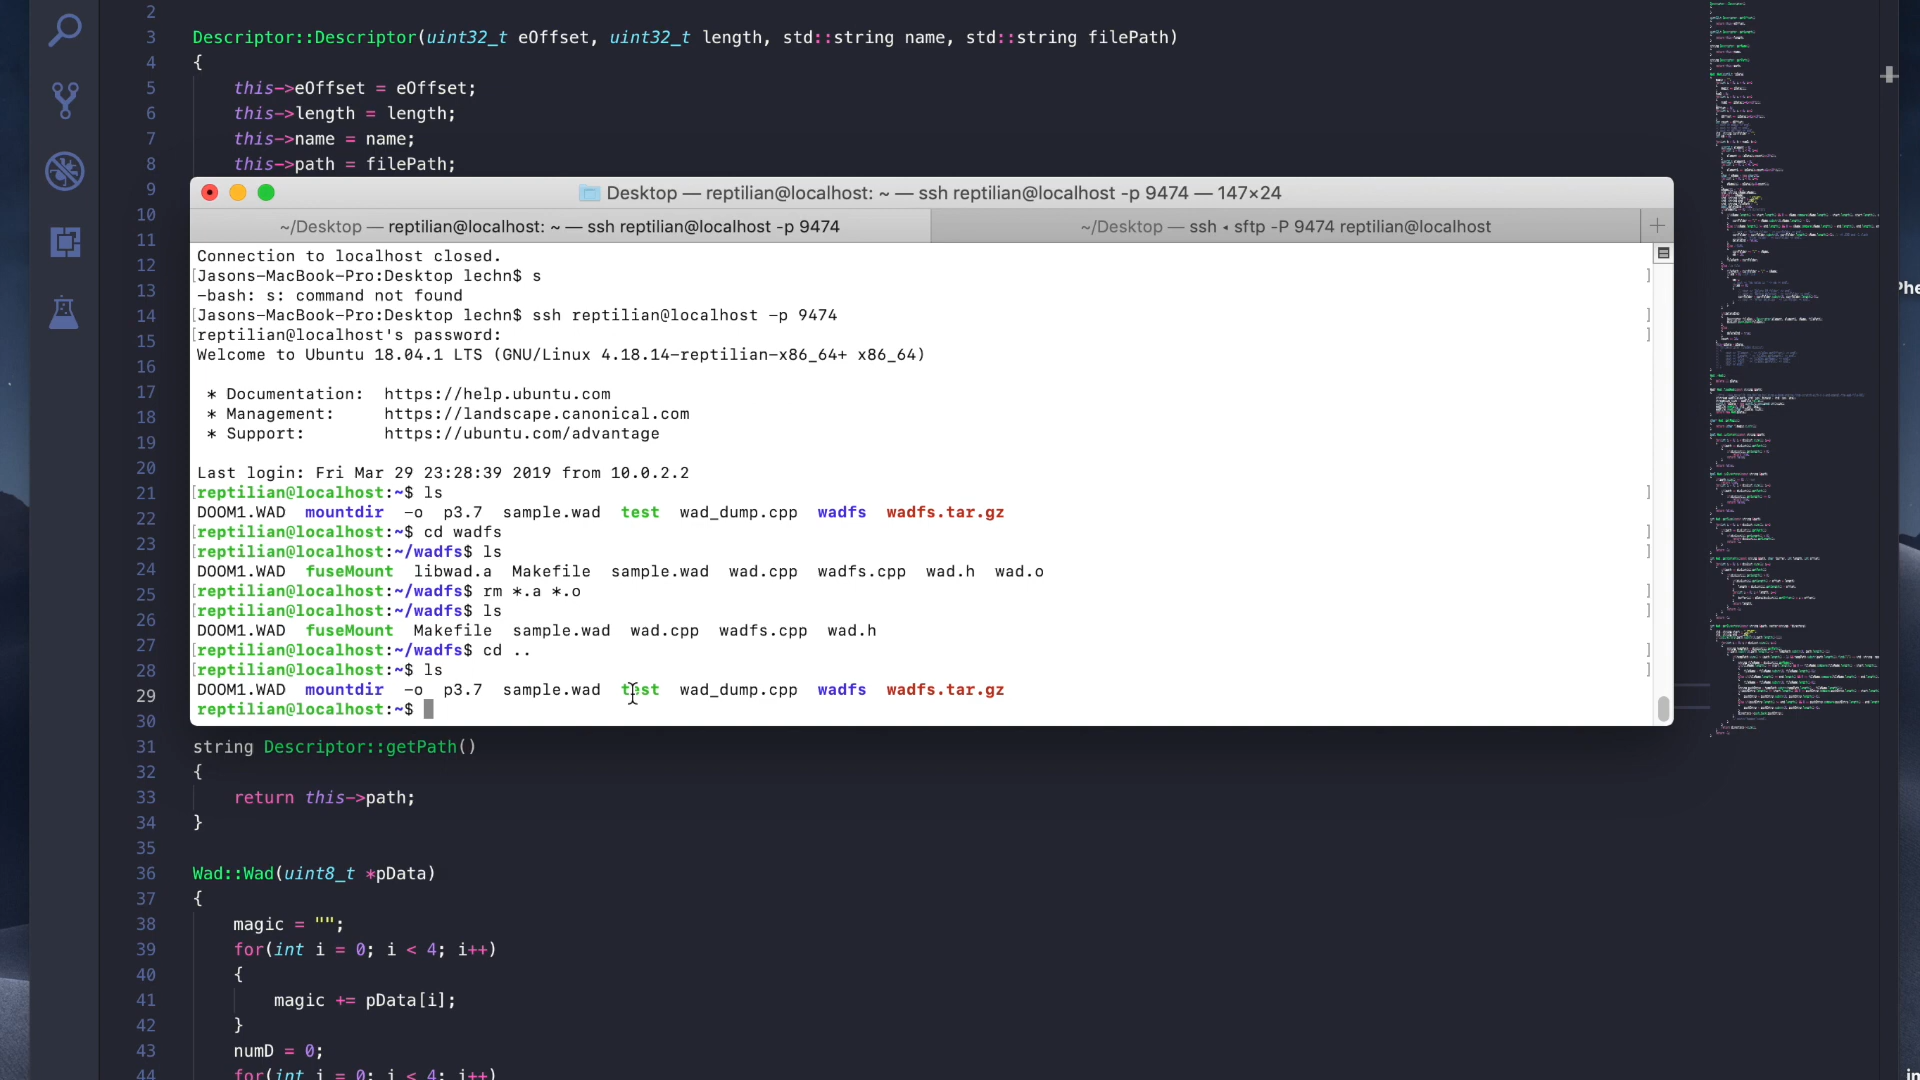 2
3 Descriptor::Descriptor(uint32_t eOffset, uint32_t length, std::string name, std::string filePath)
4 {
5 this->eOffset = eOffset;
6 this->length = length;
7 this->name = name;
8 this->path = filePath;
9
Desktop — reptilian@localhost: ~ — ssh reptilian@localhost -p 9474 — 147×24
10
~/Desktop — reptilian@localhost: ~ — ssh reptilian@localhost -p 9474
~/Desktop — ssh ◂ sftp -P 9474 reptilian@localhost
11
Connection to localhost closed.
12
[Jasons-MacBook-Pro:Desktop lechn$ s ]
13
-bash: s: command not found
14
[Jasons-MacBook-Pro:Desktop lechn$ ssh reptilian@localhost -p 9474 ]
15
[reptilian@localhost's password: ]
Welcome to Ubuntu 18.04.1 LTS (GNU/Linux 4.18.14-reptilian-x86_64+ x86_64)
16
17
* Documentation: https://help.ubuntu.com
18
* Management: https://landscape.canonical.com
19
* Support: https://ubuntu.com/advantage
20
Last login: Fri Mar 29 23:28:39 2019 from 10.0.2.2
21
[reptilian@localhost:~$ ls ]
22
DOOM1.WAD mountdir -o p3.7 sample.wad test wad_dump.cpp wadfs wadfs.tar.gz
[reptilian@localhost:~$ cd wadfs ]
23
[reptilian@localhost:~/wadfs$ ls ]
24
DOOM1.WAD fuseMount libwad.a Makefile sample.wad wad.cpp wadfs.cpp wad.h wad.o
25
[reptilian@localhost:~/wadfs$ rm *.a *.o ]
26
[reptilian@localhost:~/wadfs$ ls ]
DOOM1.WAD fuseMount Makefile sample.wad wad.cpp wadfs.cpp wad.h
27
[reptilian@localhost:~/wadfs$ cd .. ]
28
[reptilian@localhost:~$ ls ]
29
DOOM1.WAD mountdir -o p3.7 sample.wad test wad_dump.cpp wadfs wadfs.tar.gz
reptilian@localhost:~$
30
31 string Descriptor::getPath()
32 {
33 return this->path;
34 }
35
36 Wad::Wad(uint8_t *pData)
37 {
38 magic = "";
39 for(int i = 0; i < 4; i++)
40 {
41 magic += pData[i];
42 }
43 numD = 0;
44 for(int i = 0; i < 4; i++)